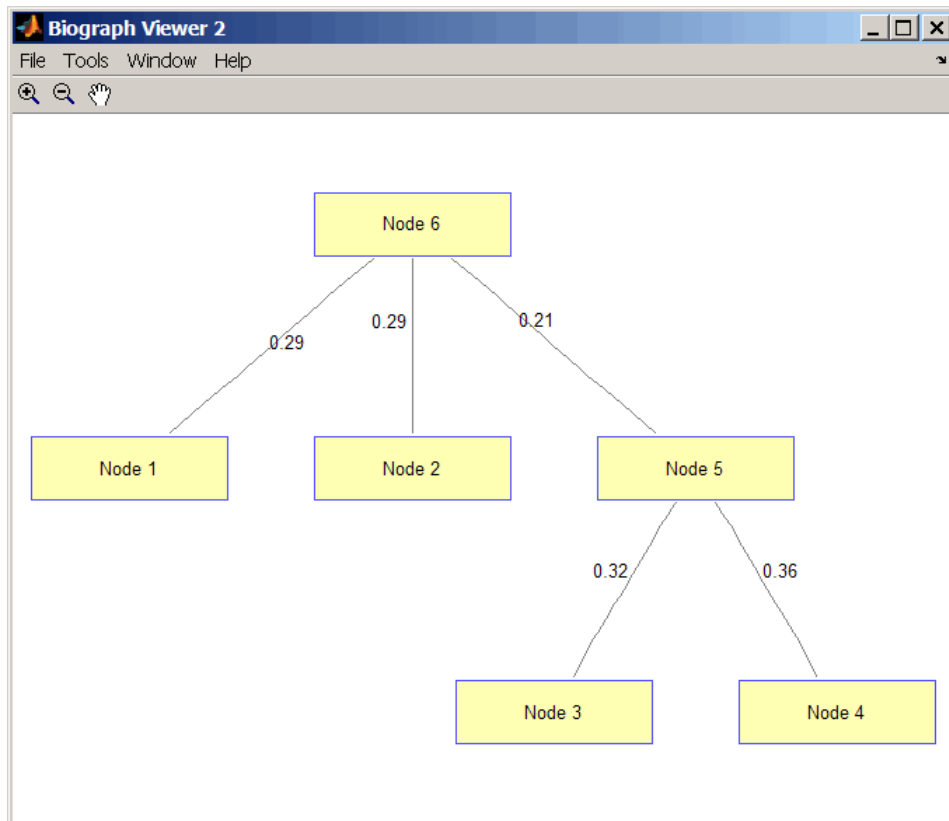 Biograph Viewer 2
File Tools Window Help
Node 6
0.29 0.29 0.21
Node 1 Node 2 Node 5
0.32 0.36
Node 3 Node 4